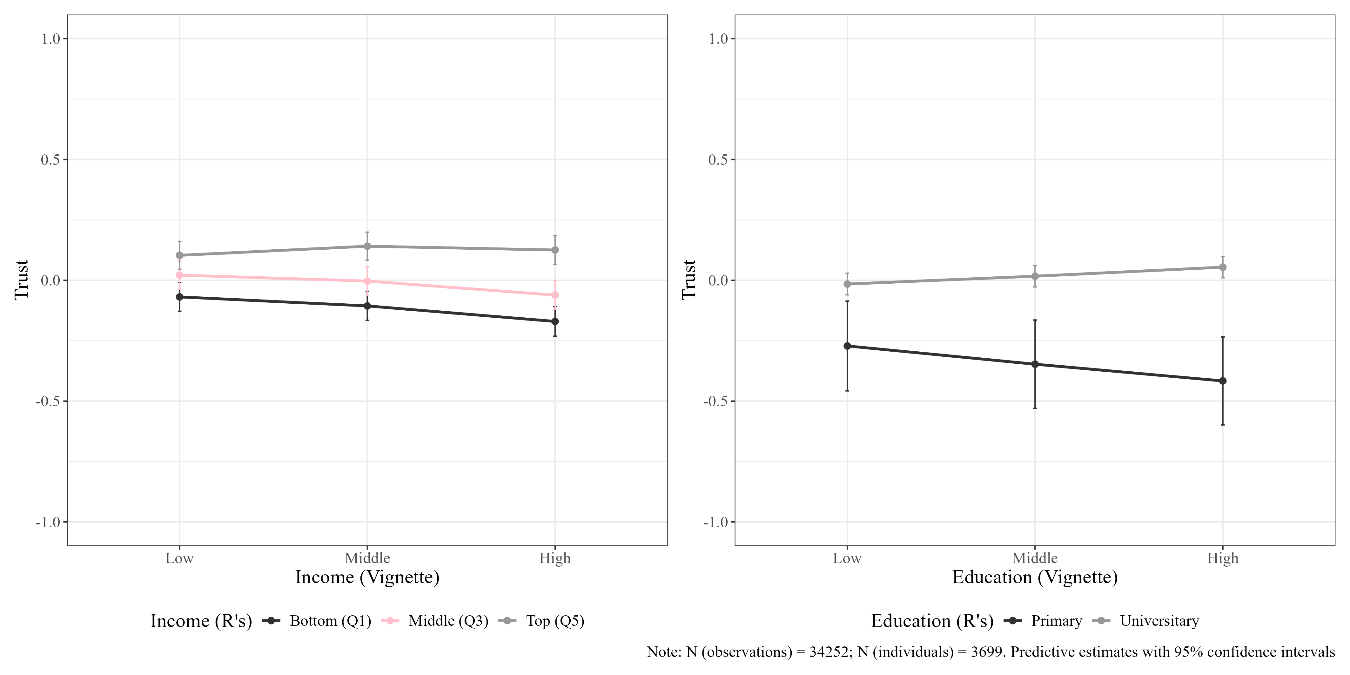 1.0
0.5
0.0
-0.5
-1.0
Trust
Low Middle High
Income (Vignette)
Income (R's) Bottom (Q1) Middle (Q3) Top (Q5)
1.0
0.5
0.0
-0.5
-1.0
Trust
Low Middle High
Education (Vignette)
Education (R's) Primary Universitary
Note: N (observations) = 34252; N (individuals) = 3699. Predictive estimates with 95% confidence intervals